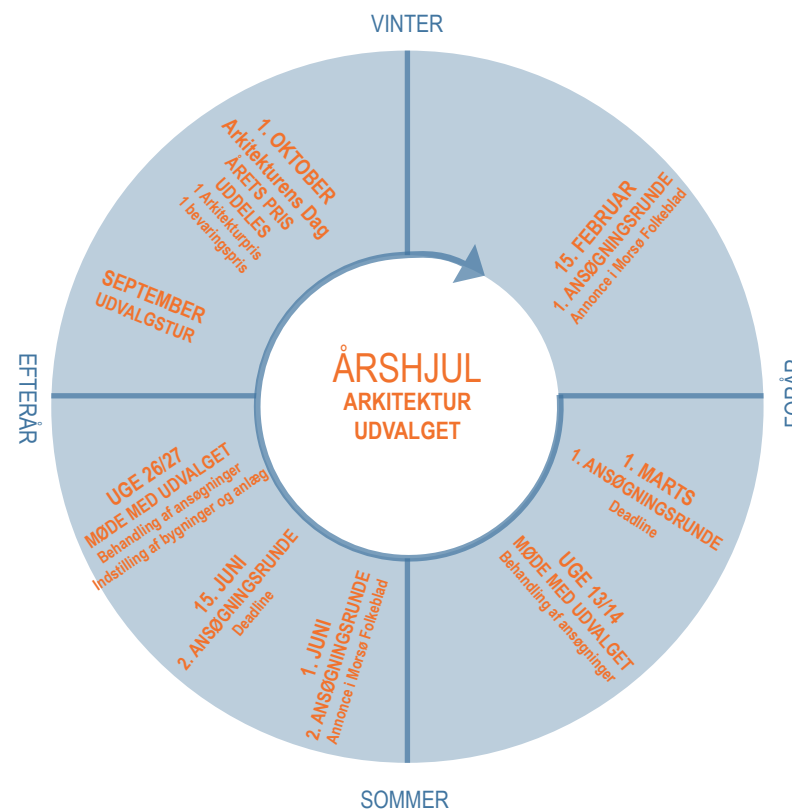 VINTER
15. FEBRUAR
1. ANSØGNINGSRUNDE
Annonce i Morsø Folkeblad
FORÅR
1. MARTS
1. ANSØGNINGSRUNDE
Deadline
UGE 13/14
MØDE MED UDVALGET
Behandling af ansøgninger
SOMMER
1. JUNI
2. ANSØGNINGSRUNDE
Annonce i Morsø Folkeblad
15. JUNI
2. ANSØGNINGSRUNDE
Deadline
UGE 26/27
MØDE MED UDVALGET
Behandling af ansøgninger
Indstilling af bygninger og anlæg
EFTERÅR
SEPTEMBER
UDVALGSTUR
1. OKTOBER
Arkitekturens Dag
ÅRETS PRIS
UDDELES
1 Arkitekturpris
1 bevaringspris
ÅRSHJUL
ARKITEKTUR
UDVALGET